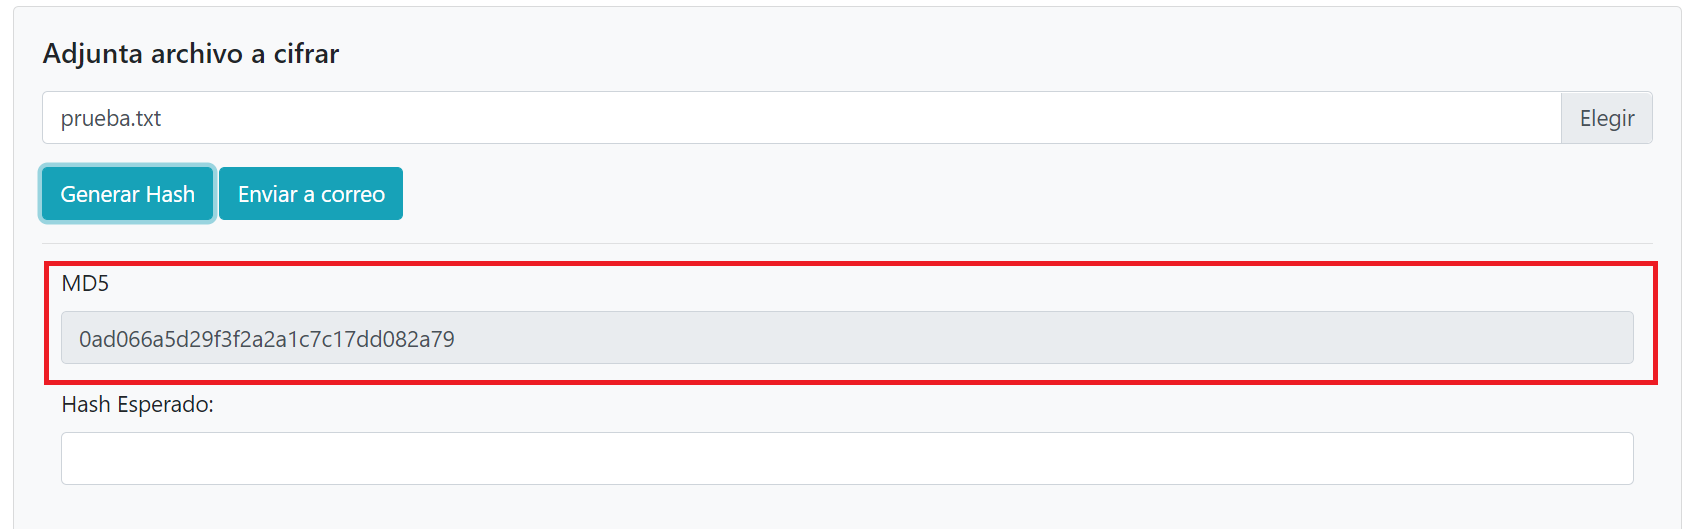 Adjunta archivo a cifrar
prueba.txt Elegir
Generar Hash Enviar a correo
MD5
0ad066a5d29f3f2a2a1c7c17dd082a79
Hash Esperado: